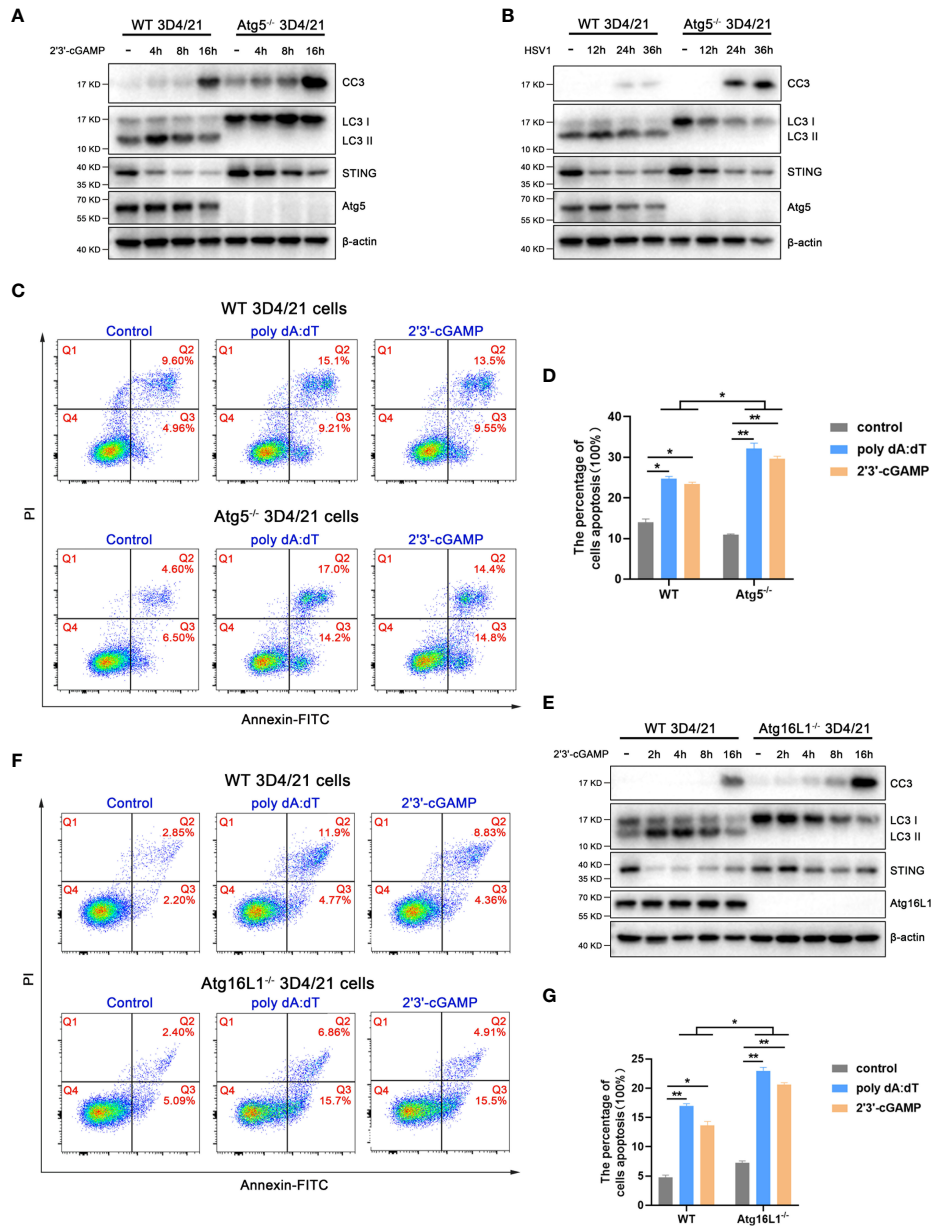 A
WT 3D4/21 Atg5-/- 3D4/21
2'3'-cGAMP - 4h 8h 16h - 4h 8h 16h
17 KD CC3
17 KD LC3 I
LC3 II
10 KD
40 KD STING
35 KD
70 KD Atg5
55 KD
40 KD β-actin
B
WT 3D4/21 Atg5-/- 3D4/21
HSV1 - 12h 24h 36h - 12h 24h 36h
17 KD CC3
17 KD LC3 I
LC3 II
10 KD
40 KD STING
35 KD
70 KD Atg5
55 KD
40 KD β-actin
C
WT 3D4/21 cells
Control poly dA:dT 2'3'-cGAMP
Q1 Q2 Q1 Q2 Q1 Q2
9.60% 15.1% 13.5%
Q4 Q3 Q4 Q3 Q4 Q3
4.96% 9.21% 9.55%
Atg5-/- 3D4/21 cells
Control poly dA:dT 2'3'-cGAMP
Q1 Q2 Q1 Q2 Q1 Q2
4.60% 17.0% 14.4%
Q4 Q3 Q4 Q3 Q4 Q3
6.50% 14.2% 14.8%
PI
Annexin-FITC
D
The percentage of
cells apoptosis (100%)
40
30
20
10
0
*
* * ** **
WT Atg5-/-
control
poly dA:dT
2'3'-cGAMP
E
WT 3D4/21 Atg16L1-/- 3D4/21
2'3'-cGAMP - 2h 4h 8h 16h - 2h 4h 8h 16h
17 KD CC3
17 KD LC3 I
LC3 II
10 KD
40 KD STING
35 KD
70 KD Atg16L1
55 KD
40 KD β-actin
F
WT 3D4/21 cells
Control poly dA:dT 2'3'-cGAMP
Q1 Q2 Q1 Q2 Q1 Q2
2.85% 11.9% 8.83%
Q4 Q3 Q4 Q3 Q4 Q3
2.20% 4.77% 4.36%
Atg16L1-/- 3D4/21 cells
Control poly dA:dT 2'3'-cGAMP
Q1 Q2 Q1 Q2 Q1 Q2
2.40% 6.86% 4.91%
Q4 Q3 Q4 Q3 Q4 Q3
5.09% 15.7% 15.5%
PI
Annexin-FITC
G
The percentage of
cells apoptosis (100%)
25
20
15
10
5
0
*
** * ** **
WT Atg16L1-/-
control
poly dA:dT
2'3'-cGAMP